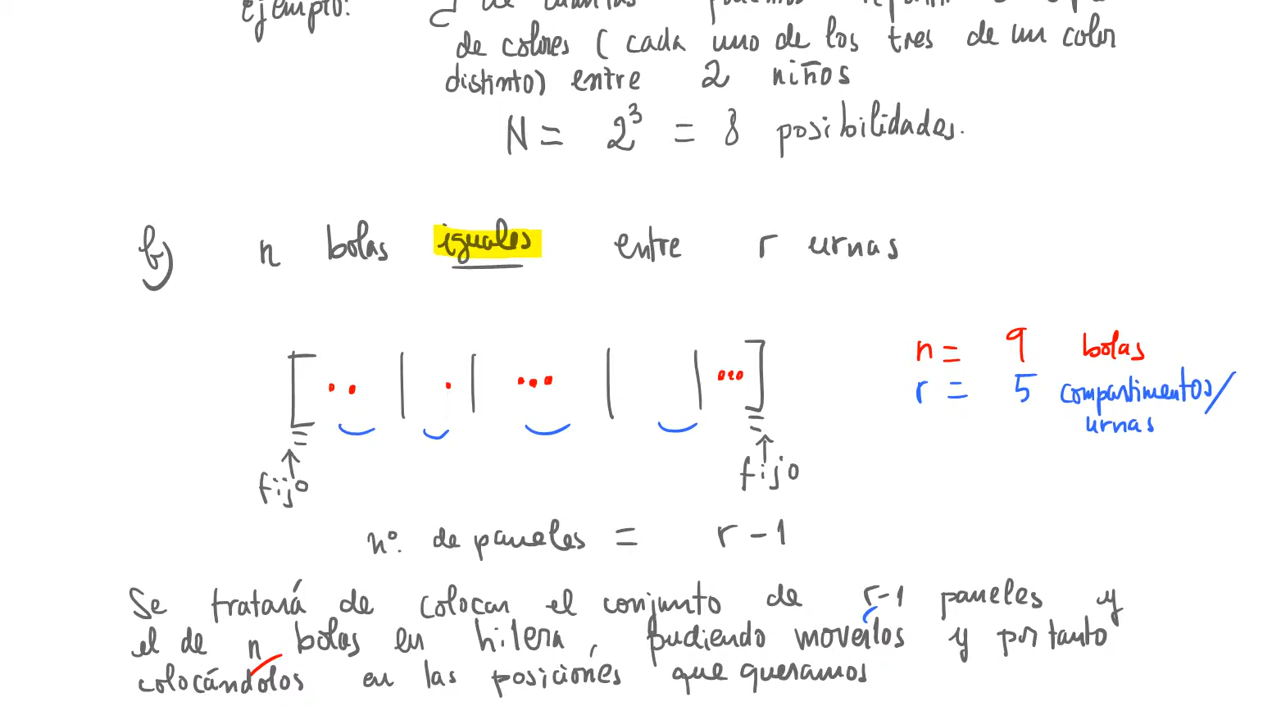 Ejemplo:
de colores (cada uno de los tres de un color
distinto) entre 2 niños
N = 2³ = 8 posibilidades.
b) n bolas iguales entre r urnas
n = 9 bolas
r = 5 compartimentos/
urnas
fijo
fijo
nº. de paneles = r - 1
Se tratará de colocar el conjunto de r-1 paneles y
el de n bolas en hilera, pudiendo moverlos y por tanto
colocándolos en las posiciónes que queramos